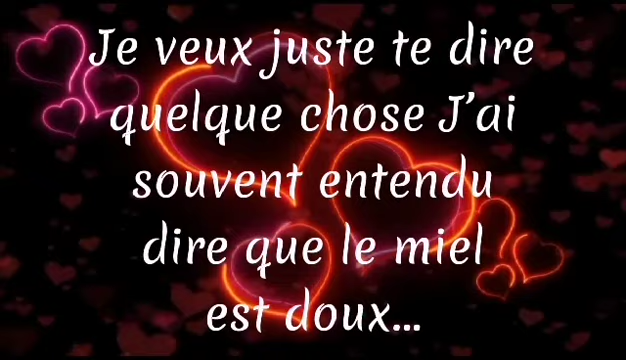 Je veux juste te dire
quelque chose J'ai
souvent entendu
dire que le miel
est doux...